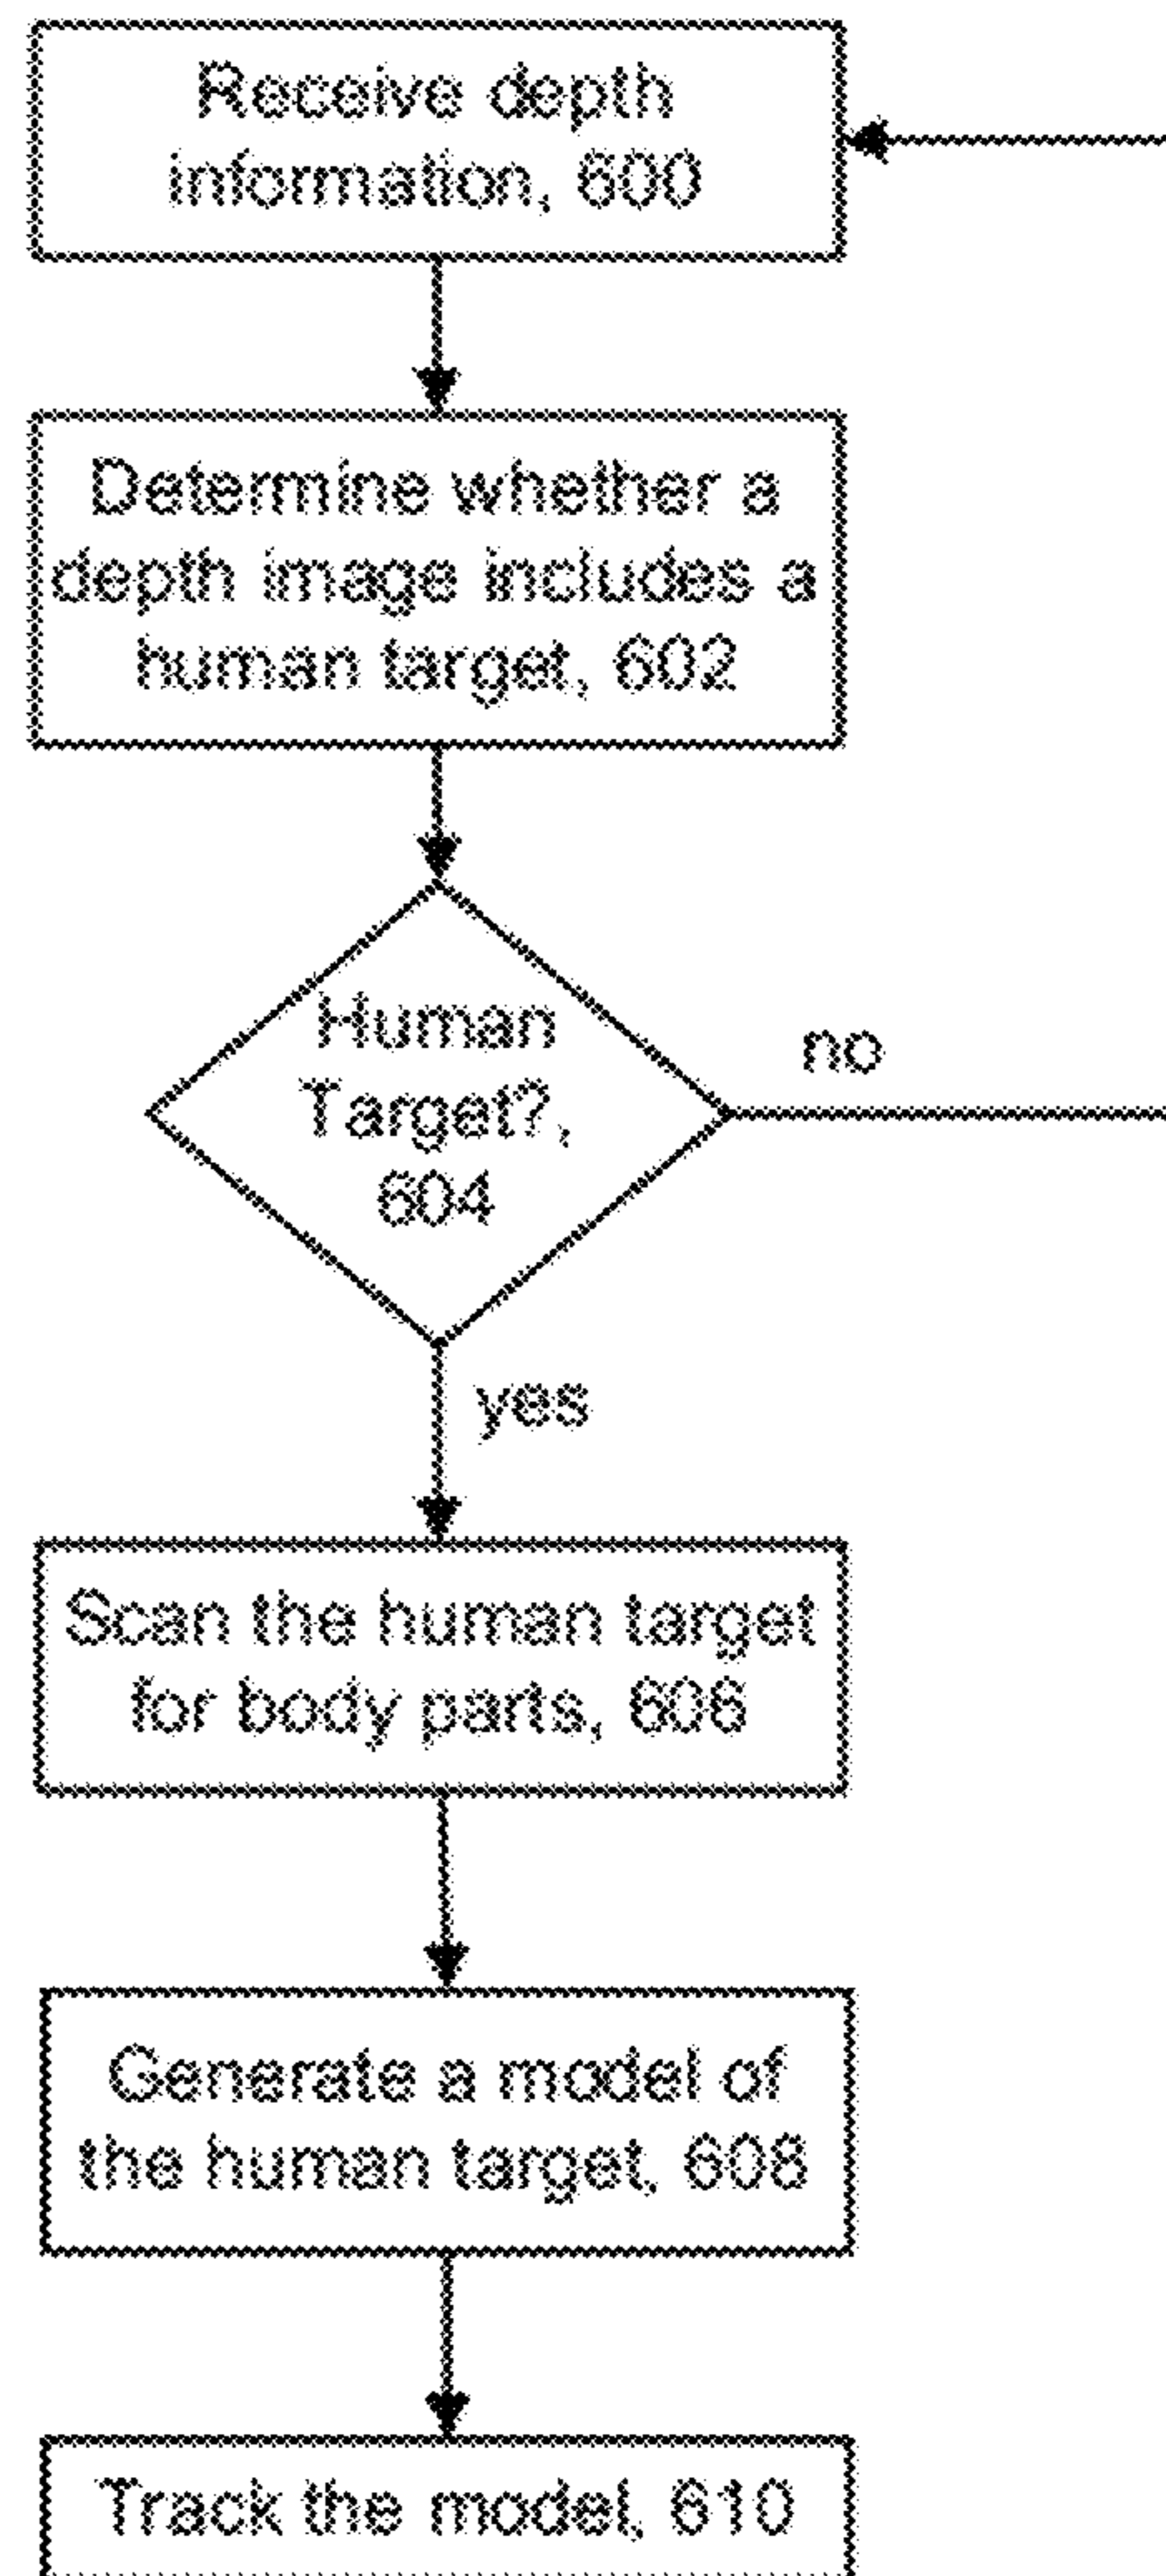 Receive depth
information, 600
Determine whether a
depth image includes a
human target, 602
Human
Target?,
604
no
yes
Scan the human target
for body parts, 606
Generate a model of
the human target, 608
Track the model, 610